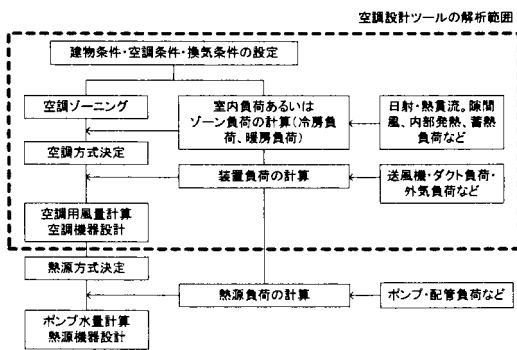 空調設計ツールの解析範囲
建物条件・空調条件・換気条件の設定
空調ゾーニング
室内負荷あるいは
ゾーン負荷の計算(冷房負
荷、暖房負荷)
日射・熱貫流。隙間
風、内部発熱、蓄熱
負荷など
空調方式決定
装置負荷の計算
送風機・ダクト負荷・
外気負荷など
空調用風量計算
空調機器設計
熱源方式決定
熱源負荷の計算
ポンプ・配管負荷など
ポンプ水量計算
熱源機器設計